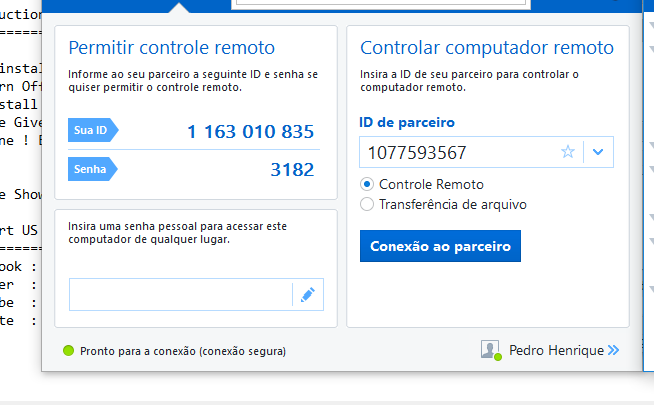 uction
======
Permitir controle remoto
Controlar computador remoto
instal
Informe ao seu parceiro a seguinte ID e senha se
quiser permitir o controle remoto.
Insira a ID de seu parceiro para controlar o
computador remoto.
rn Off
stall
e Give
ne ! E
Sua ID
1 163 010 835
Senha
3182
ID de parceiro
1077593567
Controle Remoto
Transferência de arquivo
e Show
rt US
======
Insira uma senha pessoal para acessar este
computador de qualquer lugar.
Conexão ao parceiro
ook :
er :
be :
te :
Pronto para a conexão (conexão segura)
Pedro Henrique